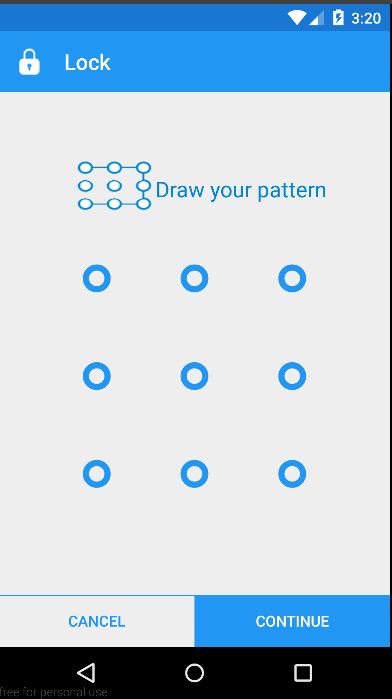 3:20
Lock
Draw your pattern
CANCEL
CONTINUE
free for personal use